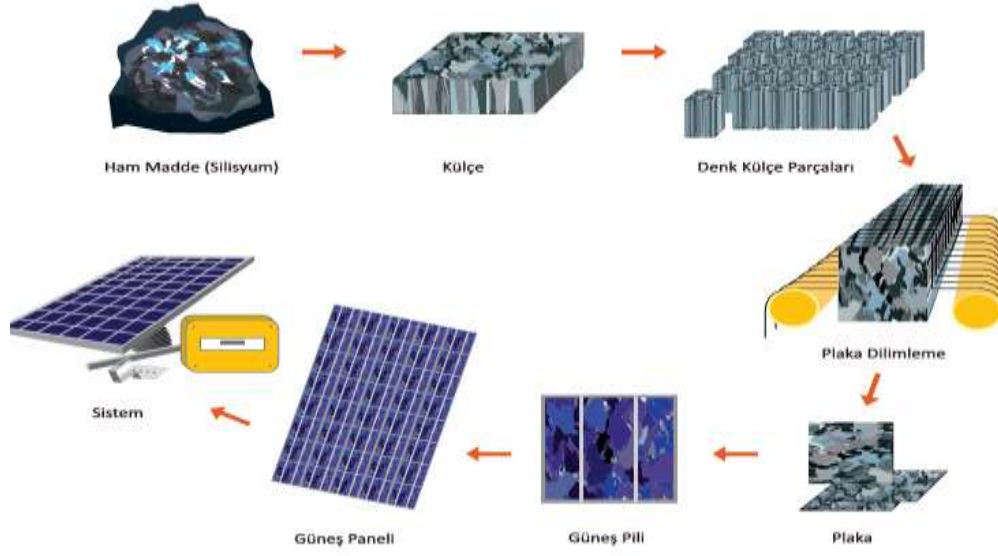 Ham Madde (Silisyum)
Külçe
Denk Külçe Parçaları
Plaka Dilimleme
Plaka
Güneş Pili
Güneş Paneli
Sistem